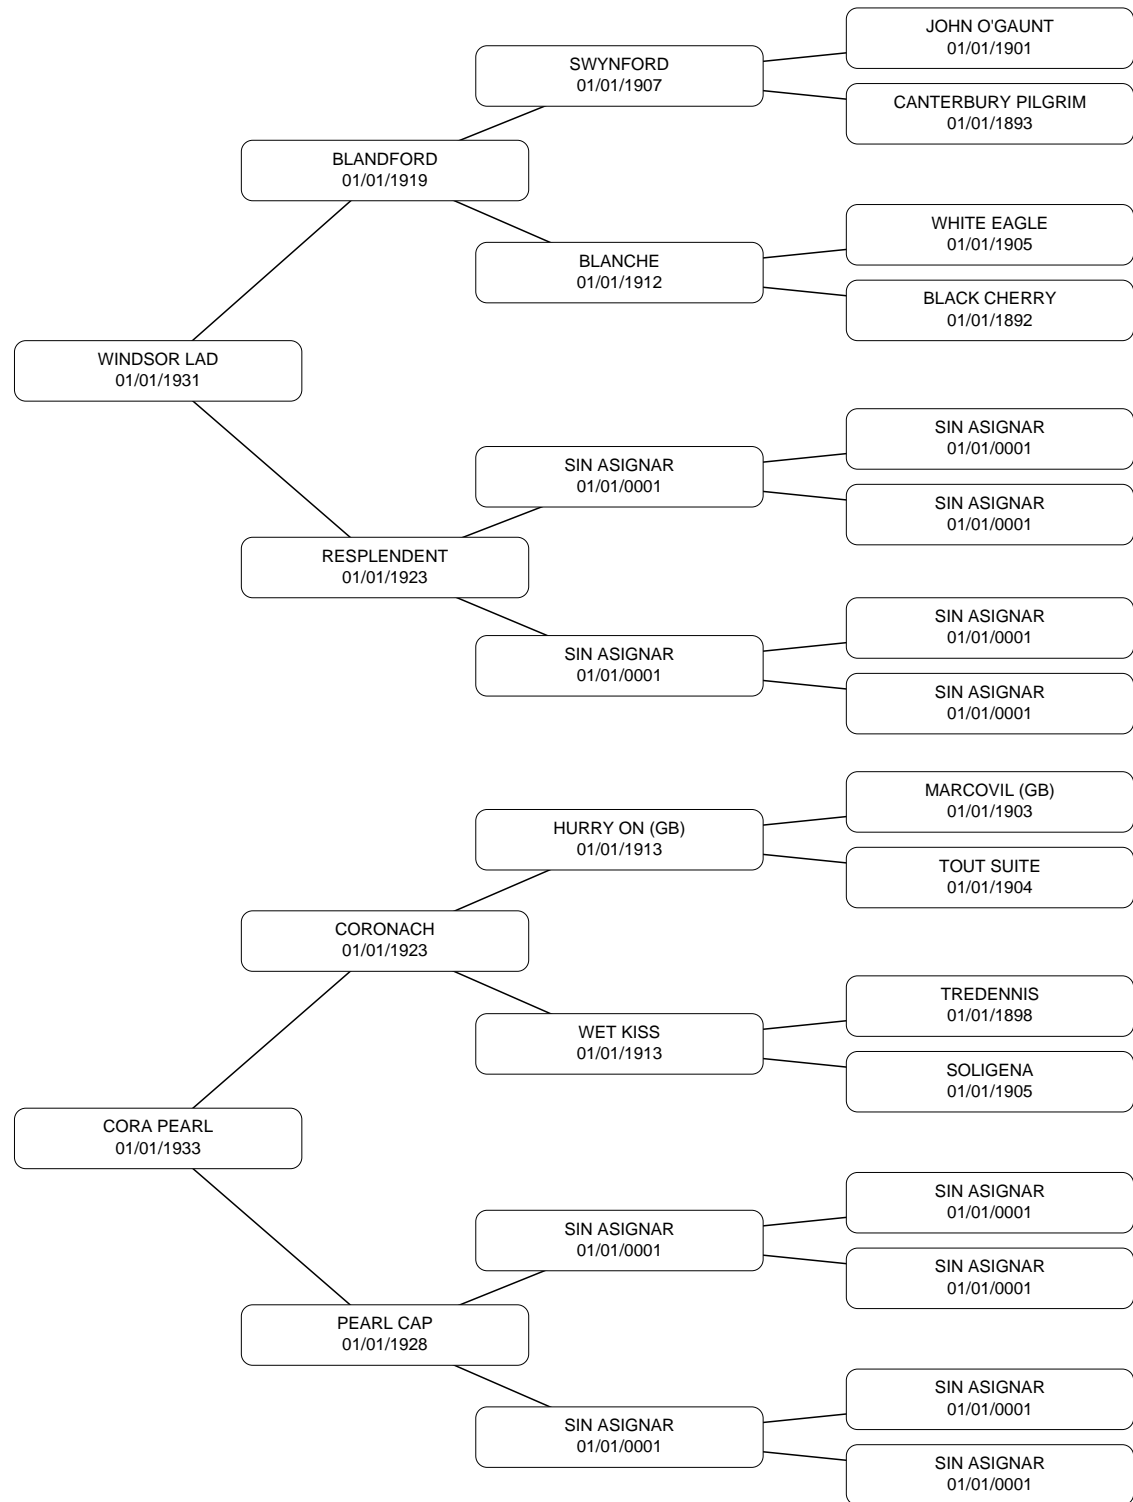 JOHN O'GAUNT
01/01/1901
SWYNFORD
01/01/1907
CANTERBURY PILGRIM
01/01/1893
BLANDFORD
01/01/1919
WHITE EAGLE
01/01/1905
BLANCHE
01/01/1912
BLACK CHERRY
01/01/1892
WINDSOR LAD
01/01/1931
SIN ASIGNAR
01/01/0001
SIN ASIGNAR
01/01/0001
SIN ASIGNAR
01/01/0001
RESPLENDENT
01/01/1923
SIN ASIGNAR
01/01/0001
SIN ASIGNAR
01/01/0001
SIN ASIGNAR
01/01/0001
MARCOVIL (GB)
01/01/1903
HURRY ON (GB)
01/01/1913
TOUT SUITE
01/01/1904
CORONACH
01/01/1923
TREDENNIS
01/01/1898
WET KISS
01/01/1913
SOLIGENA
01/01/1905
CORA PEARL
01/01/1933
SIN ASIGNAR
01/01/0001
SIN ASIGNAR
01/01/0001
SIN ASIGNAR
01/01/0001
PEARL CAP
01/01/1928
SIN ASIGNAR
01/01/0001
SIN ASIGNAR
01/01/0001
SIN ASIGNAR
01/01/0001